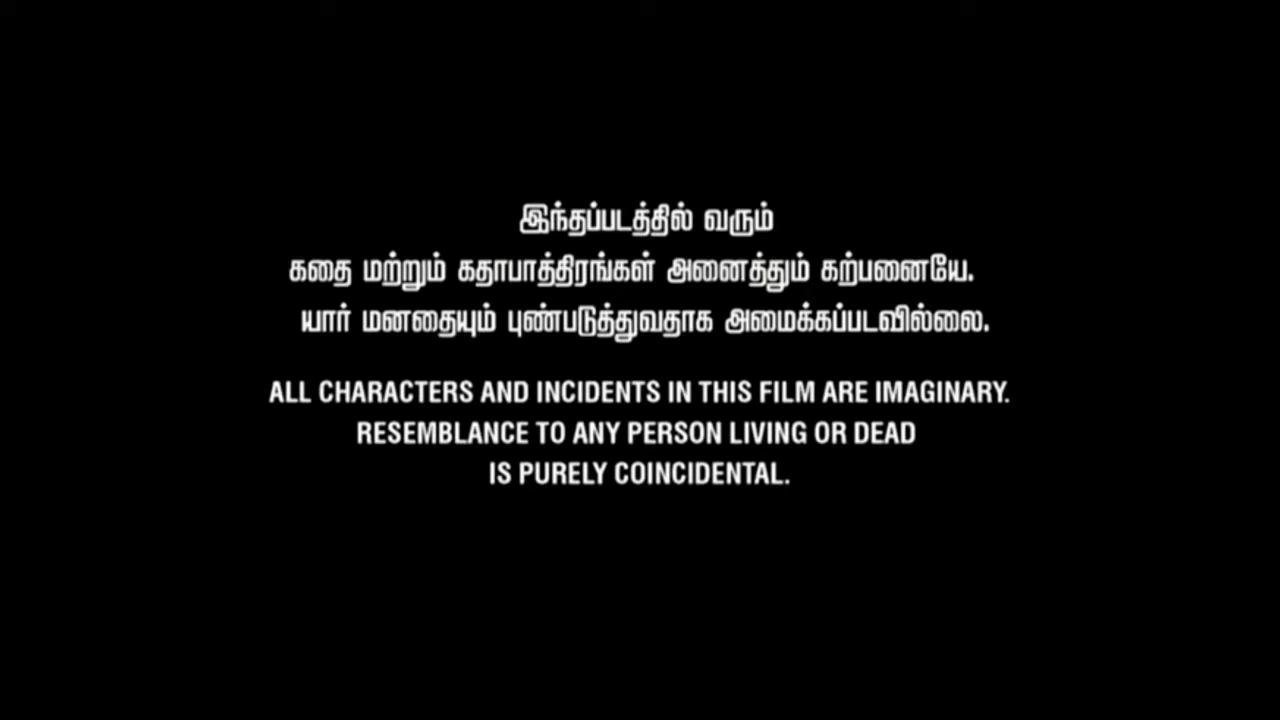 இந்தப்படத்தில் வரும்
கதை மற்றும் கதாபாத்திரங்கள் அனைத்தும் கற்பனையே.
யார் மனதையும் புண்படுத்துவதாக அமைக்கப்படவில்லை.
ALL CHARACTERS AND INCIDENTS IN THIS FILM ARE IMAGINARY.
RESEMBLANCE TO ANY PERSON LIVING OR DEAD
IS PURELY COINCIDENTAL.